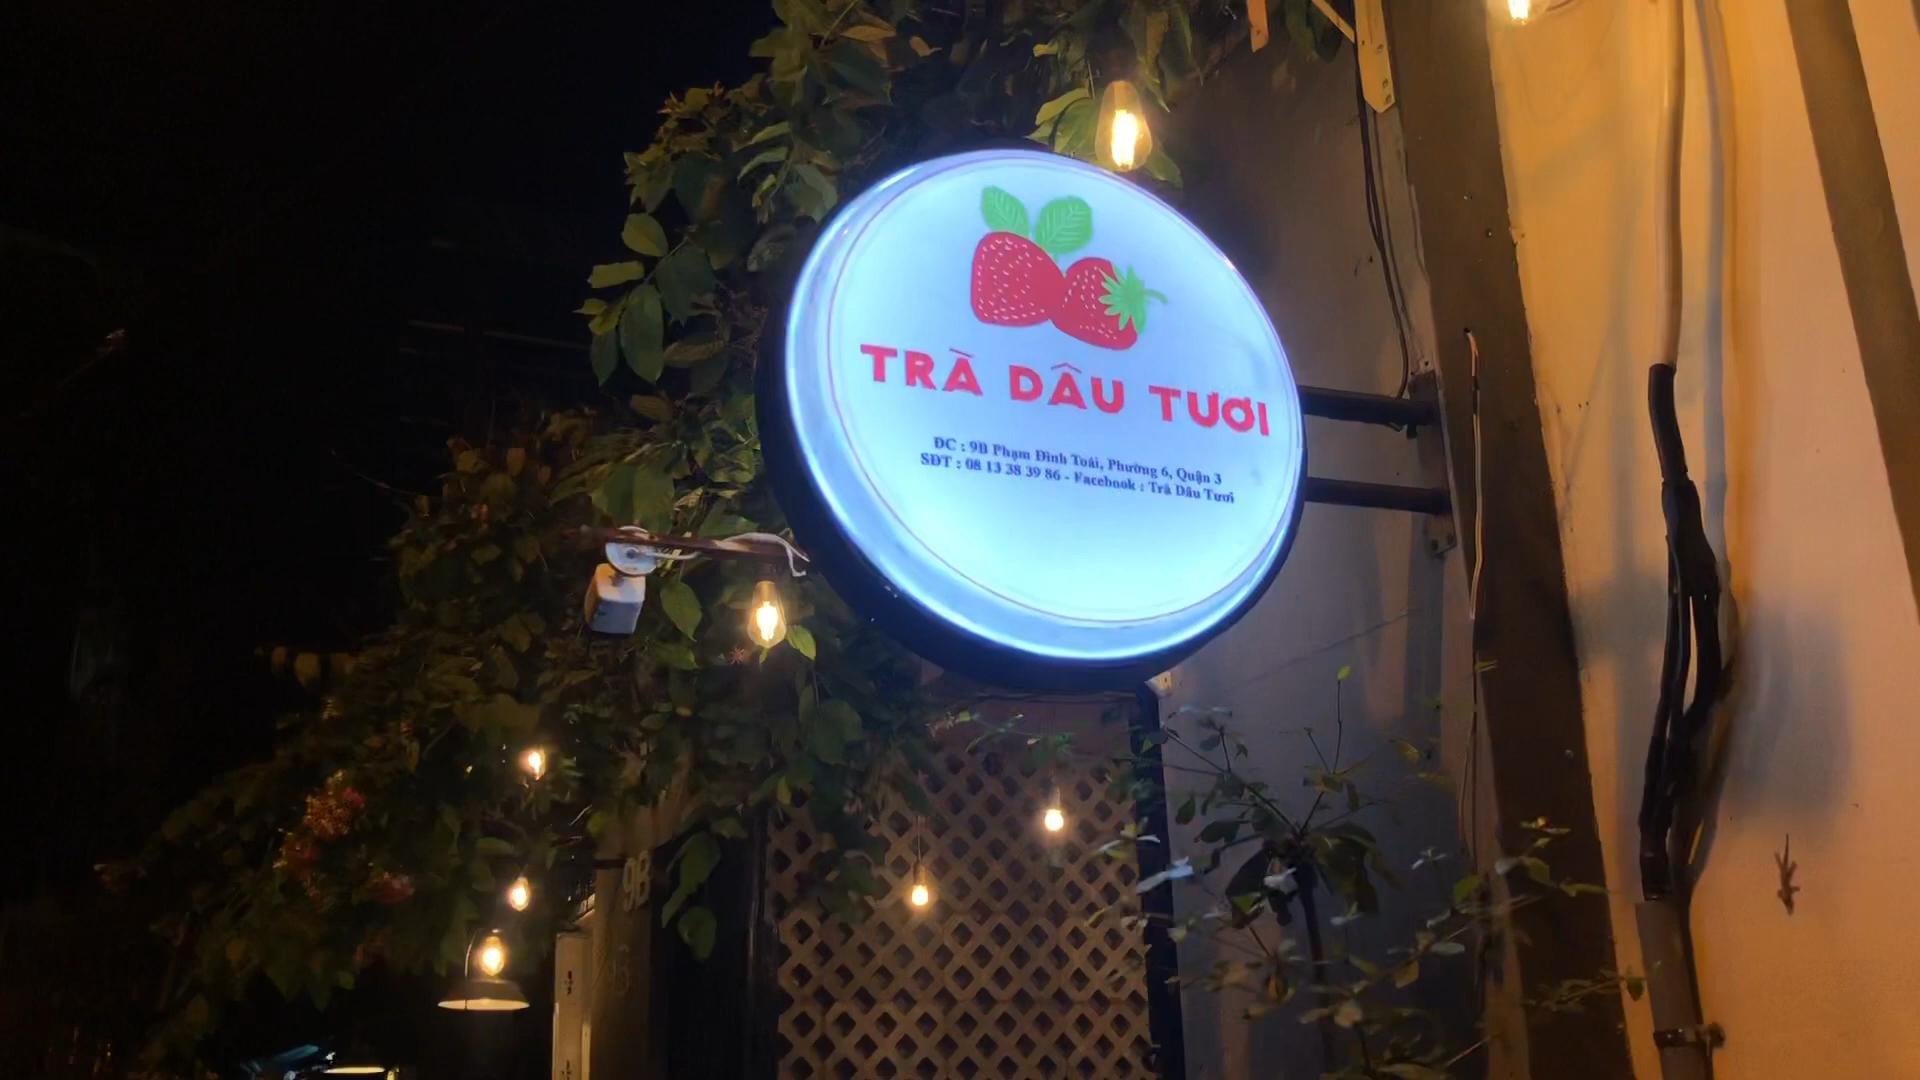 TRÀ DÂU TƯƠI
ĐC : 9B Phạm Đình Toái, Phường 6, Quận 3
SĐT : 08 13 38 39 86 - Facebook : Trà Dâu Tươi
9B